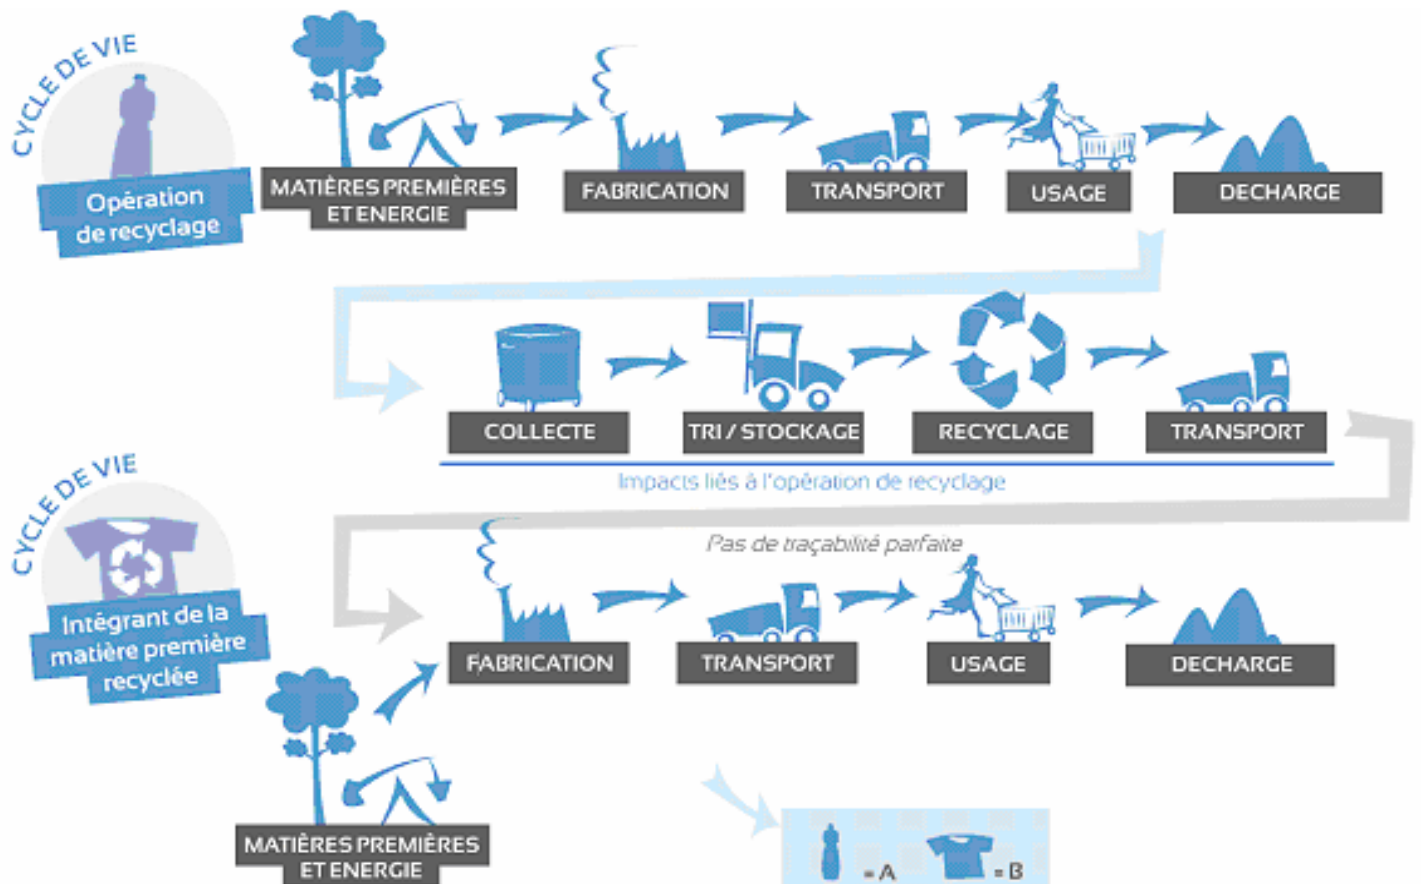 CYCLE DE VIE
Opération
de recyclage
MATIÈRES PREMIÈRES
ET ENERGIE
FABRICATION
TRANSPORT
USAGE
DECHARGE
COLLECTE
TRI / STOCKAGE
RECYCLAGE
TRANSPORT
Impacts liés à l'opération de recyclage
Pas de traçabilité parfaite
CYCLE DE VIE
Intégrant de la
matière première
recyclée
FABRICATION
TRANSPORT
USAGE
DECHARGE
MATIÈRES PREMIÈRES
ET ENERGIE
= A
= B